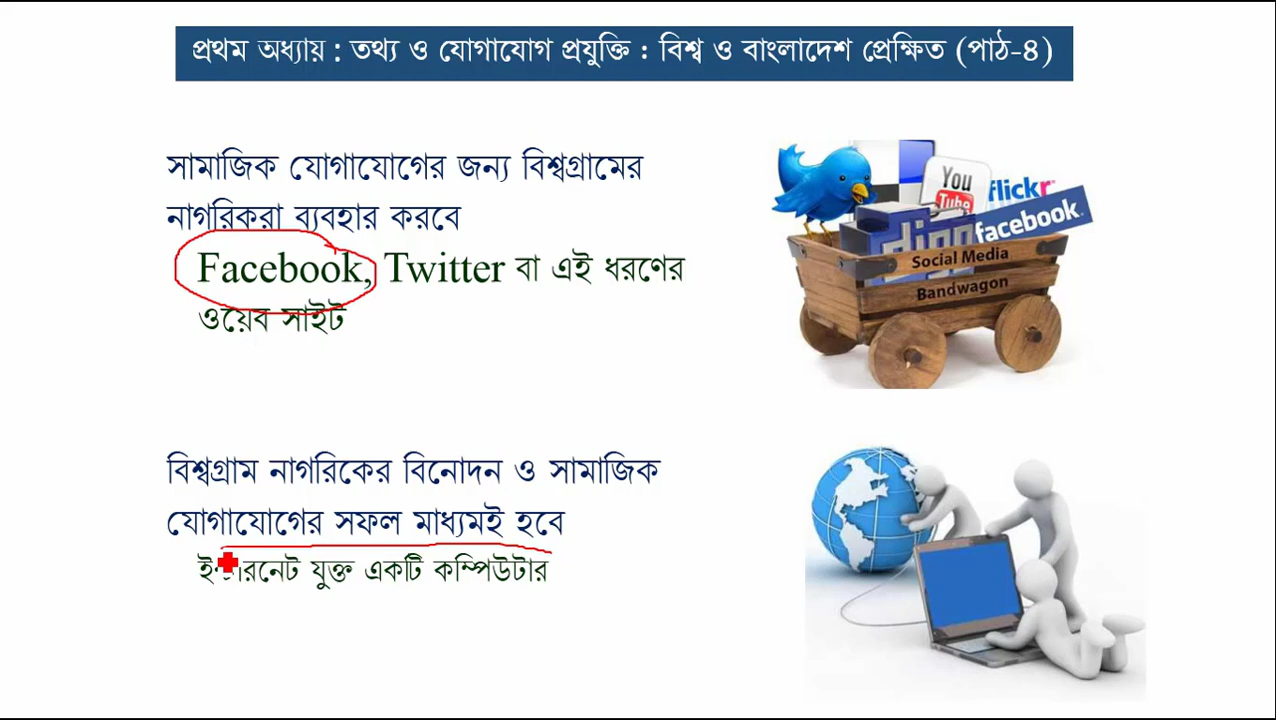 প্রথম অধ্যায় : তথ্য ও যোগাযোগ প্রযুক্তি : বিশ্ব ও বাংলাদেশ প্রেক্ষিত (পাঠ-৪)
সামাজিক যোগাযোগের জন্য বিশ্বগ্রামের
নাগরিকরা ব্যবহার করবে
Facebook, Twitter বা এই ধরণের
ওয়েব সাইট
You
Tube
flickr
digg
facebook.
Social Media
Bandwagon
বিশ্বগ্রাম নাগরিকের বিনোদন ও সামাজিক
যোগাযোগের সফল মাধ্যমই হবে
ইন্টারনেট যুক্ত একটি কম্পিউটার